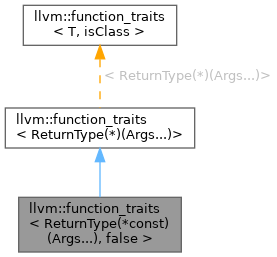 llvm::function_traits
< T, isClass >
< ReturnType(*)(Args...)>
llvm::function_traits
< ReturnType(*)(Args...)>
llvm::function_traits
< ReturnType(*const)
(Args...), false >